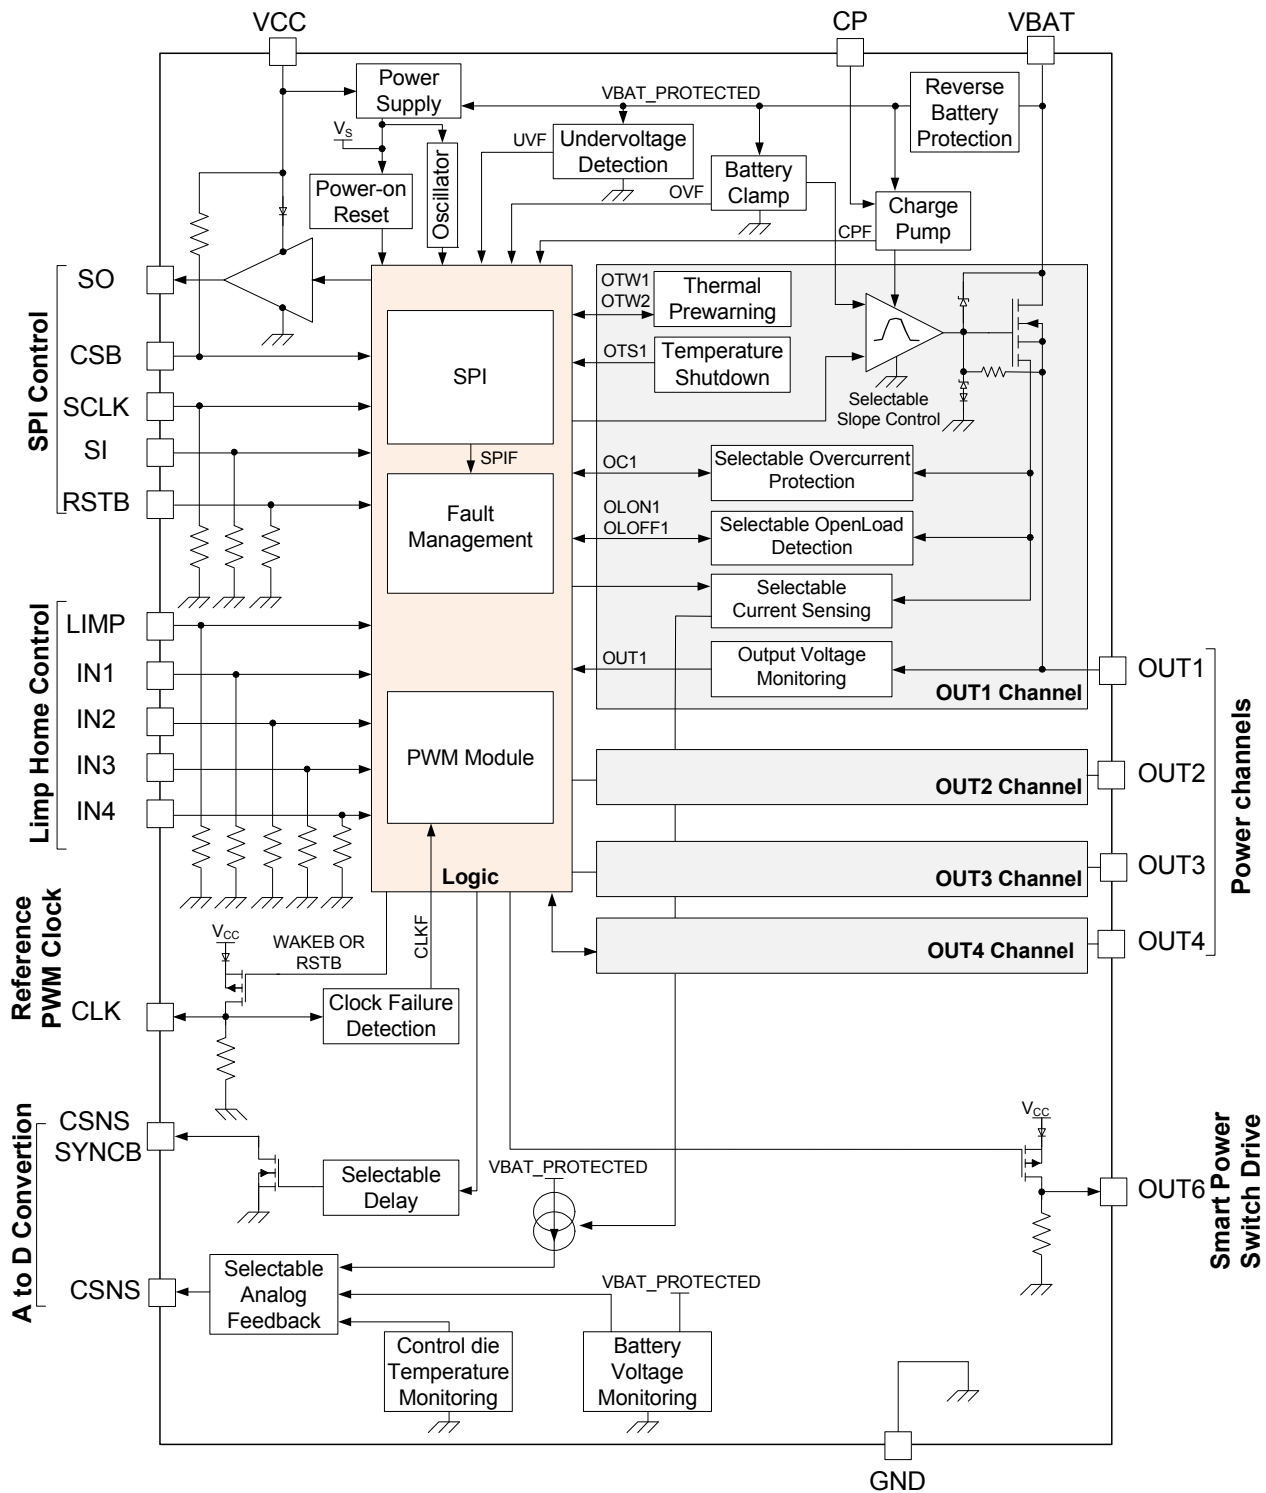 VCC
CP
VBAT
Power
Supply
VBAT_PROTECTED
Reverse
Battery
Protection
VS
UVF
Undervoltage
Detection
Oscillator
Power-on
Reset
OVF
Battery
Clamp
Charge
Pump
CPF
SPI Control
SO
CSB
SCLK
SI
RSTB
SPI
SPIF
Fault
Management
PWM Module
Logic
OTW1
OTW2
Thermal
Prewarning
OTS1
Temperature
Shutdown
Selectable
Slope Control
OC1
Selectable Overcurrent
Protection
OLON1
OLOFF1
Selectable OpenLoad
Detection
Selectable
Current Sensing
OUT1
Output Voltage
Monitoring
OUT1 Channel
OUT2 Channel
OUT3 Channel
OUT4 Channel
OUT1
OUT2
OUT3
OUT4
Power channels
Limp Home Control
LIMP
IN1
IN2
IN3
IN4
Reference
PWM Clock
CLK
VCC
WAKEB OR
RSTB
CLKF
Clock Failure
Detection
A to D Convertion
CSNS
SYNCB
Selectable
Delay
VBAT_PROTECTED
CSNS
Selectable
Analog
Feedback
Control die
Temperature
Monitoring
VBAT_PROTECTED
Battery
Voltage
Monitoring
VCC
OUT6
Smart Power
Switch Drive
GND